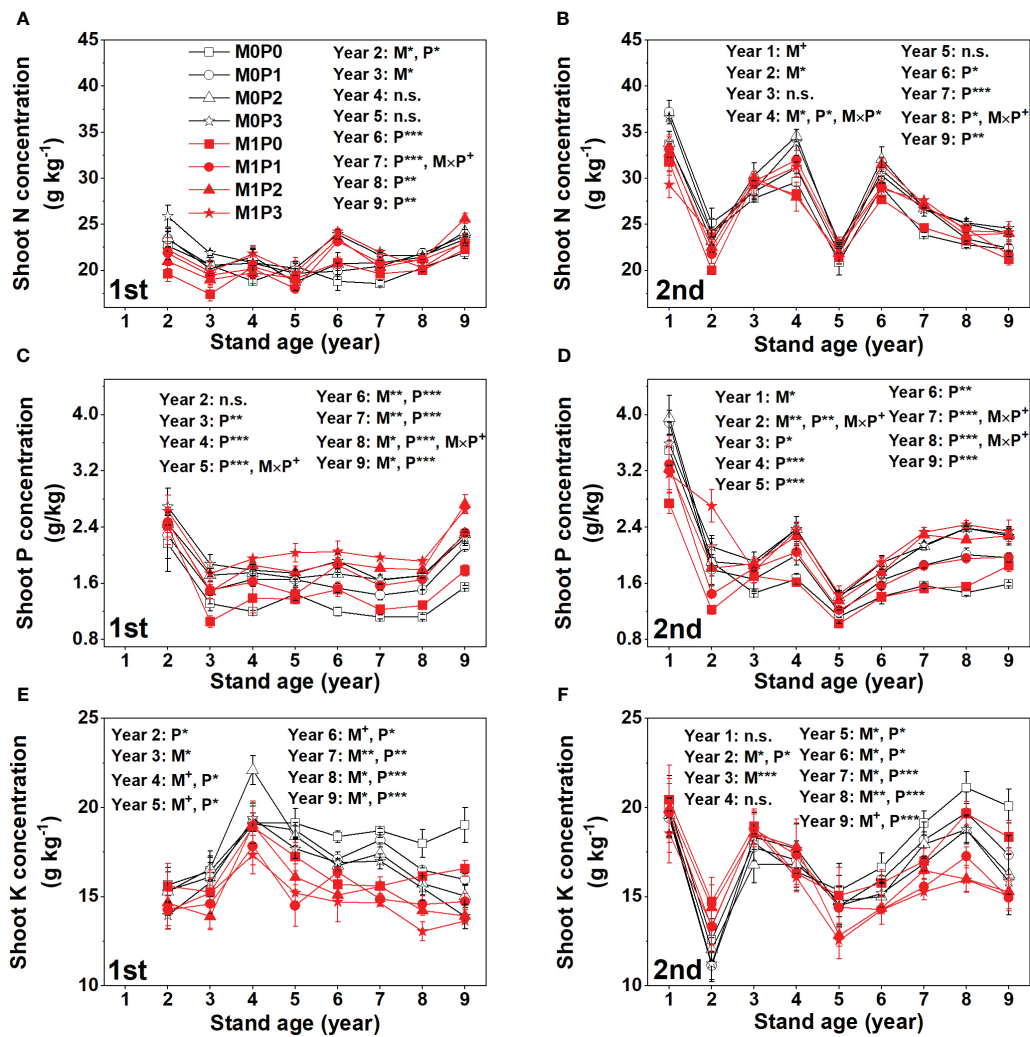 A
Shoot N concentration
(g kg⁻¹)
45
40
35
30
25
20
M0P0
M0P1
M0P2
M0P3
M1P0
M1P1
M1P2
M1P3
Year 2: M*, P*
Year 3: M*
Year 4: n.s.
Year 5: n.s.
Year 6: P***
Year 7: P***, M×P⁺
Year 8: P**
Year 9: P**
1st
1 2 3 4 5 6 7 8 9
Stand age (year)
B
Shoot N concentration
(g kg⁻¹)
45
40
35
30
25
20
Year 1: M⁺
Year 2: M*
Year 3: n.s.
Year 4: M*, P*, M×P*
Year 5: n.s.
Year 6: P*
Year 7: P***
Year 8: P*, M×P⁺
Year 9: P**
2nd
1 2 3 4 5 6 7 8 9
Stand age (year)
C
Shoot P concentration
(g/kg)
4.0
3.2
2.4
1.6
0.8
Year 2: n.s.
Year 3: P**
Year 4: P***
Year 5: P***, M×P⁺
Year 6: M**, P***
Year 7: M**, P***
Year 8: M*, P***, M×P⁺
Year 9: M*, P***
1st
1 2 3 4 5 6 7 8 9
Stand age (year)
D
Shoot P concentration
(g/kg)
4.0
3.2
2.4
1.6
0.8
Year 1: M*
Year 2: M**, P**, M×P⁺
Year 3: P*
Year 4: P***
Year 5: P***
Year 6: P**
Year 7: P***, M×P⁺
Year 8: P***, M×P⁺
Year 9: P***
2nd
1 2 3 4 5 6 7 8 9
Stand age (year)
E
Shoot K concentration
(g kg⁻¹)
25
20
15
10
Year 2: P*
Year 3: M*
Year 4: M⁺, P*
Year 5: M⁺, P*
Year 6: M⁺, P*
Year 7: M**, P**
Year 8: M*, P***
Year 9: M*, P***
1st
1 2 3 4 5 6 7 8 9
Stand age (year)
F
Shoot K concentration
(g kg⁻¹)
25
20
15
10
Year 1: n.s.
Year 2: M*, P*
Year 3: M***
Year 4: n.s.
Year 5: M*, P*
Year 6: M*, P*
Year 7: M*, P***
Year 8: M**, P***
Year 9: M⁺, P***
2nd
1 2 3 4 5 6 7 8 9
Stand age (year)